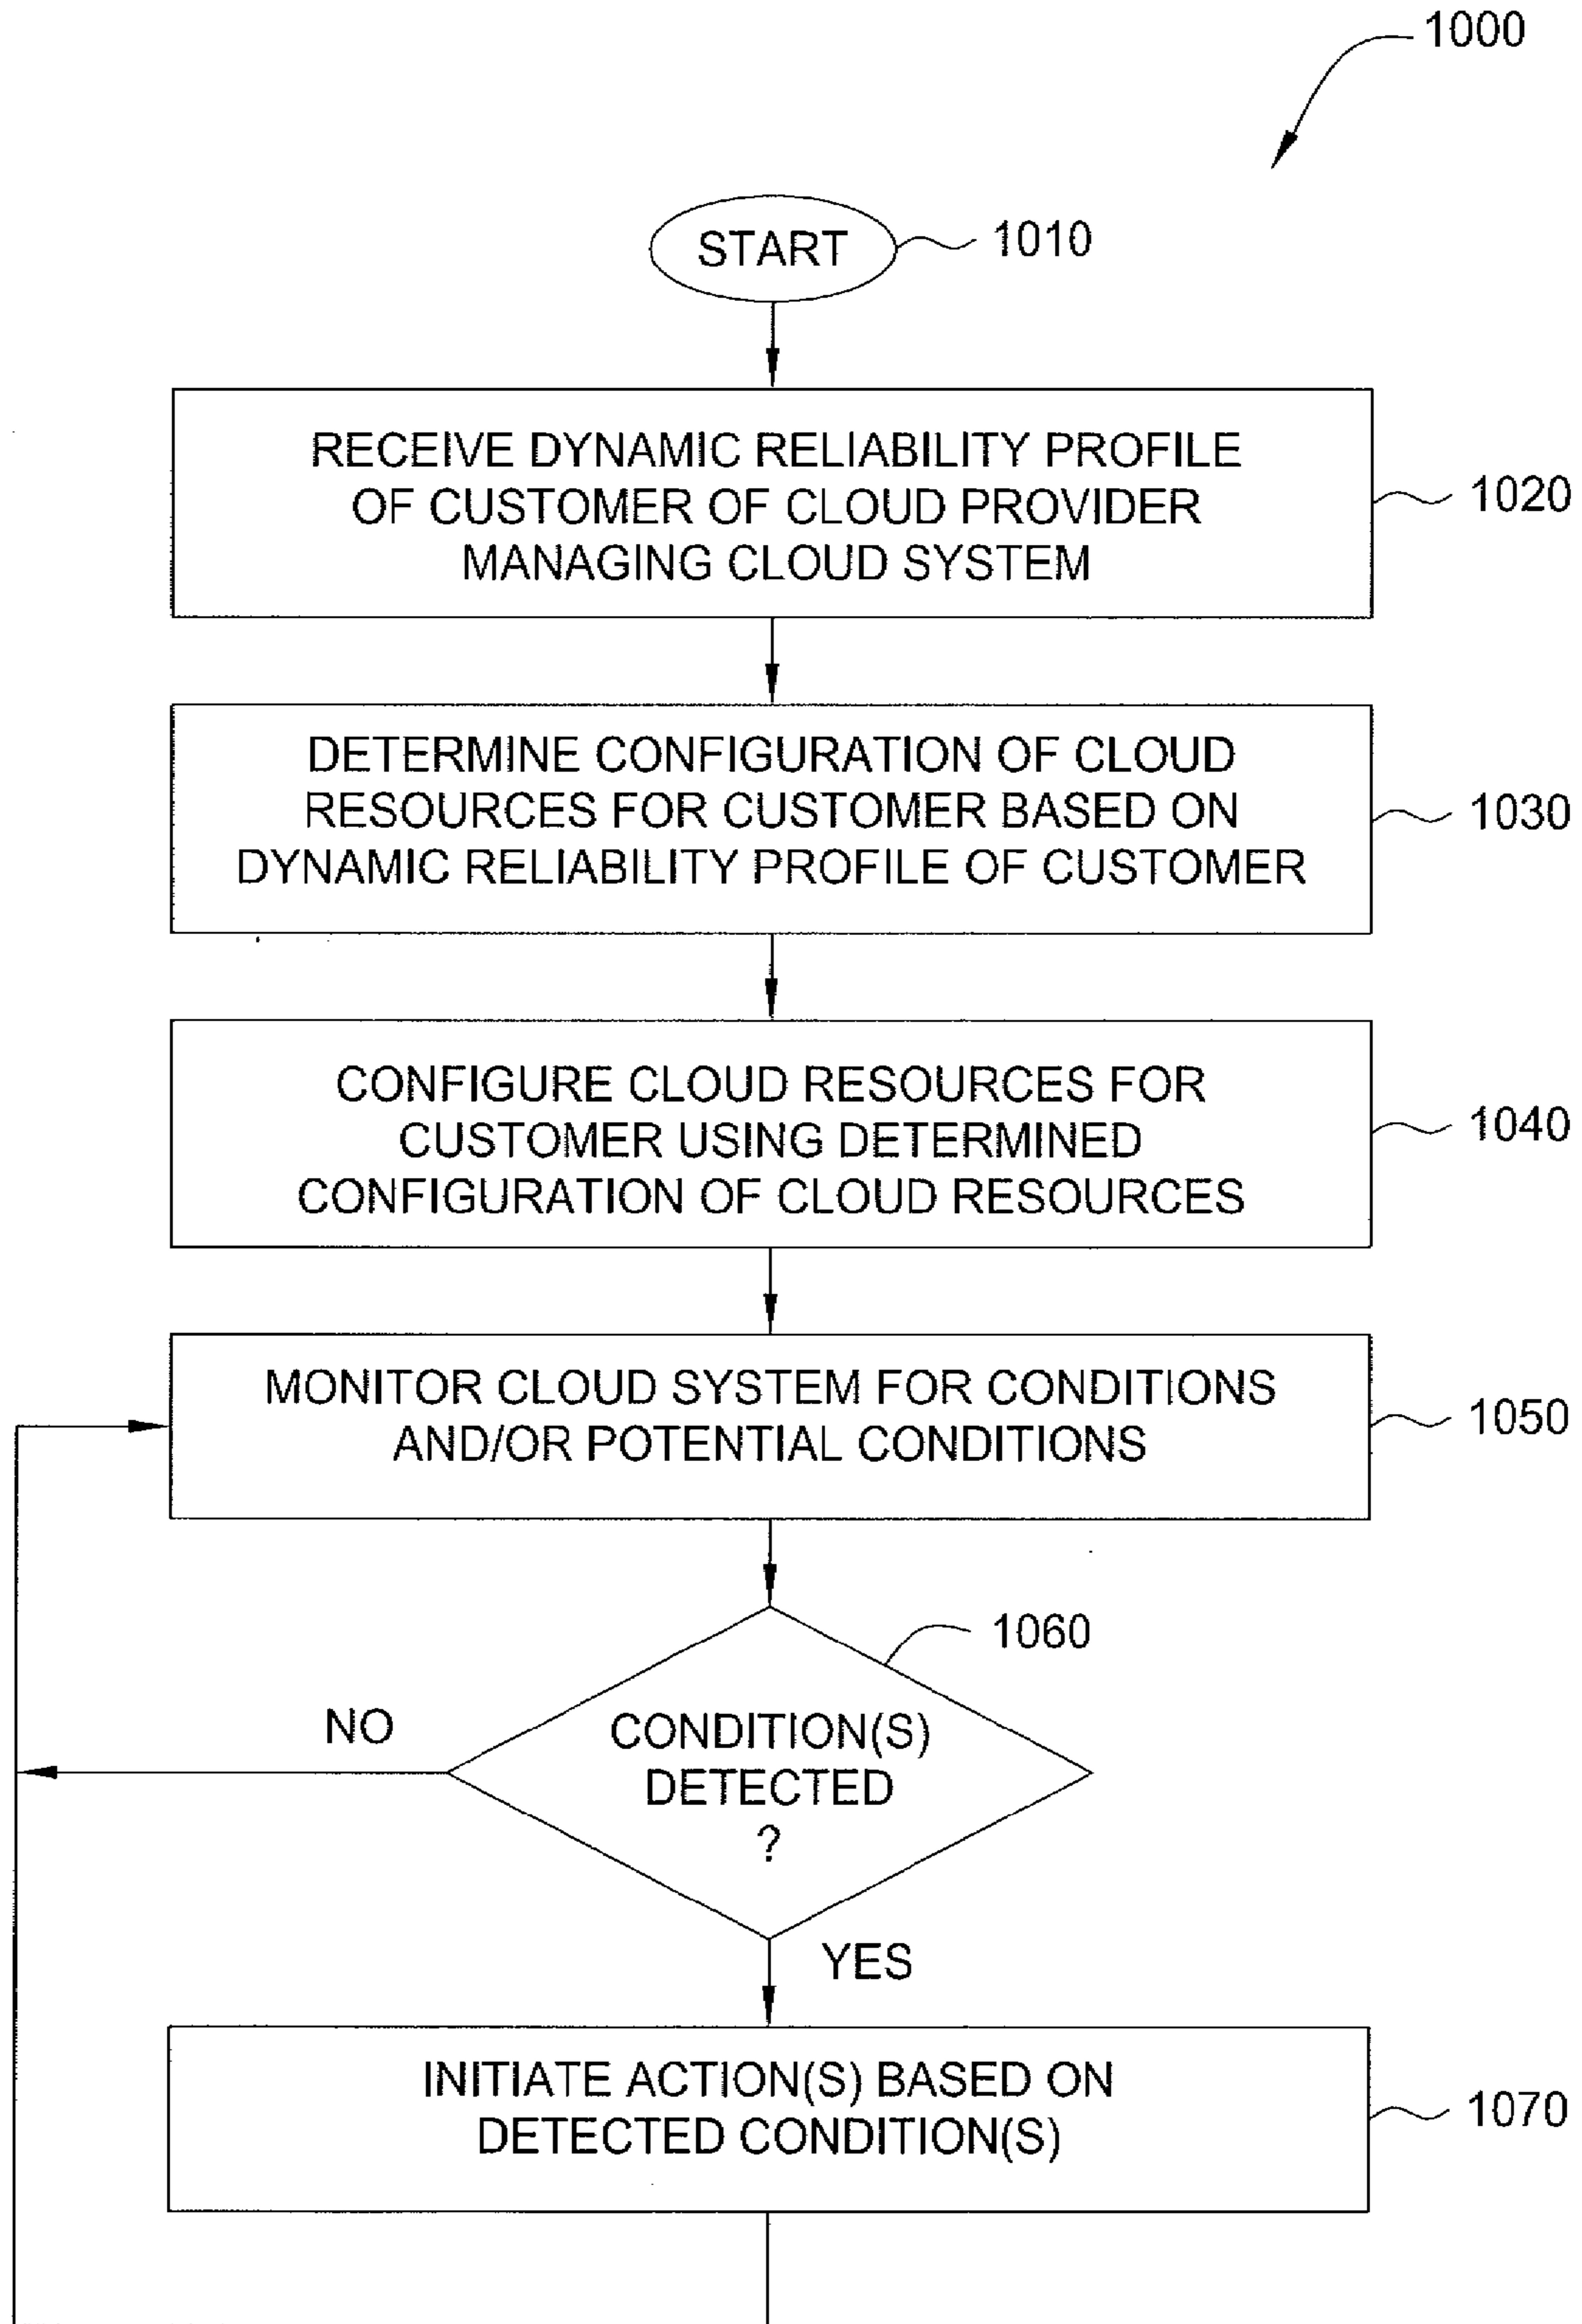 1000
START
1010
RECEIVE DYNAMIC RELIABILITY PROFILE
OF CUSTOMER OF CLOUD PROVIDER
MANAGING CLOUD SYSTEM
1020
DETERMINE CONFIGURATION OF CLOUD
RESOURCES FOR CUSTOMER BASED ON
DYNAMIC RELIABILITY PROFILE OF CUSTOMER
1030
CONFIGURE CLOUD RESOURCES FOR
CUSTOMER USING DETERMINED
CONFIGURATION OF CLOUD RESOURCES
1040
MONITOR CLOUD SYSTEM FOR CONDITIONS
AND/OR POTENTIAL CONDITIONS
1050
1060
NO
CONDITION(S)
DETECTED
?
YES
INITIATE ACTION(S) BASED ON
DETECTED CONDITION(S)
1070